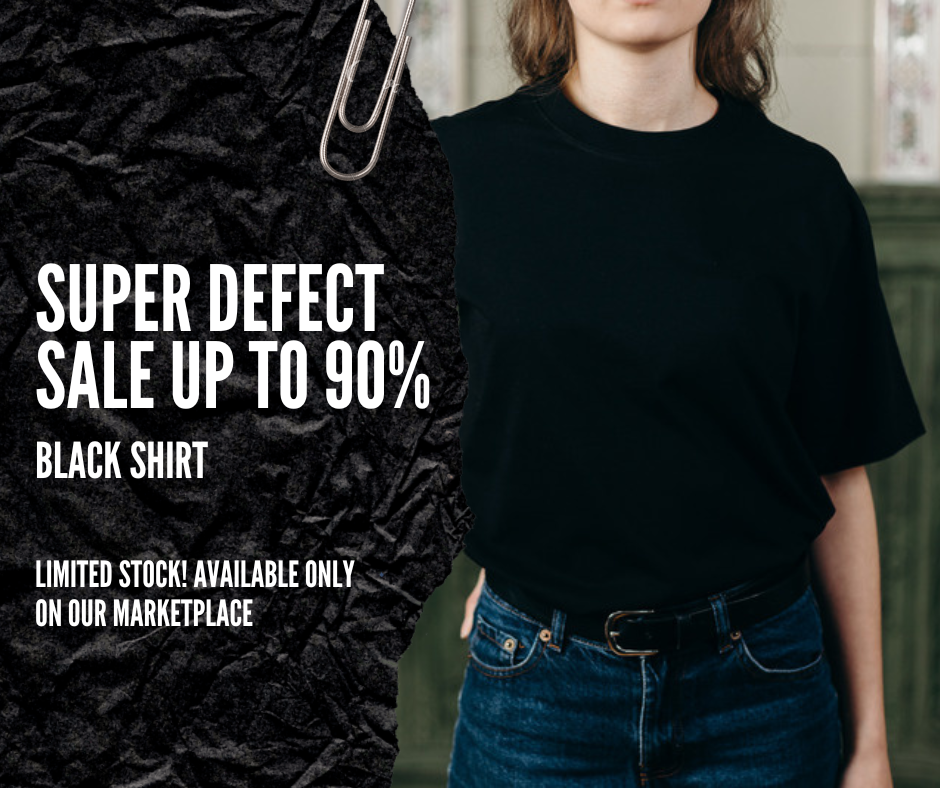 SUPER DEFECT
SALE UP TO 90%
BLACK SHIRT
LIMITED STOCK! AVAILABLE ONLY
ON OUR MARKETPLACE